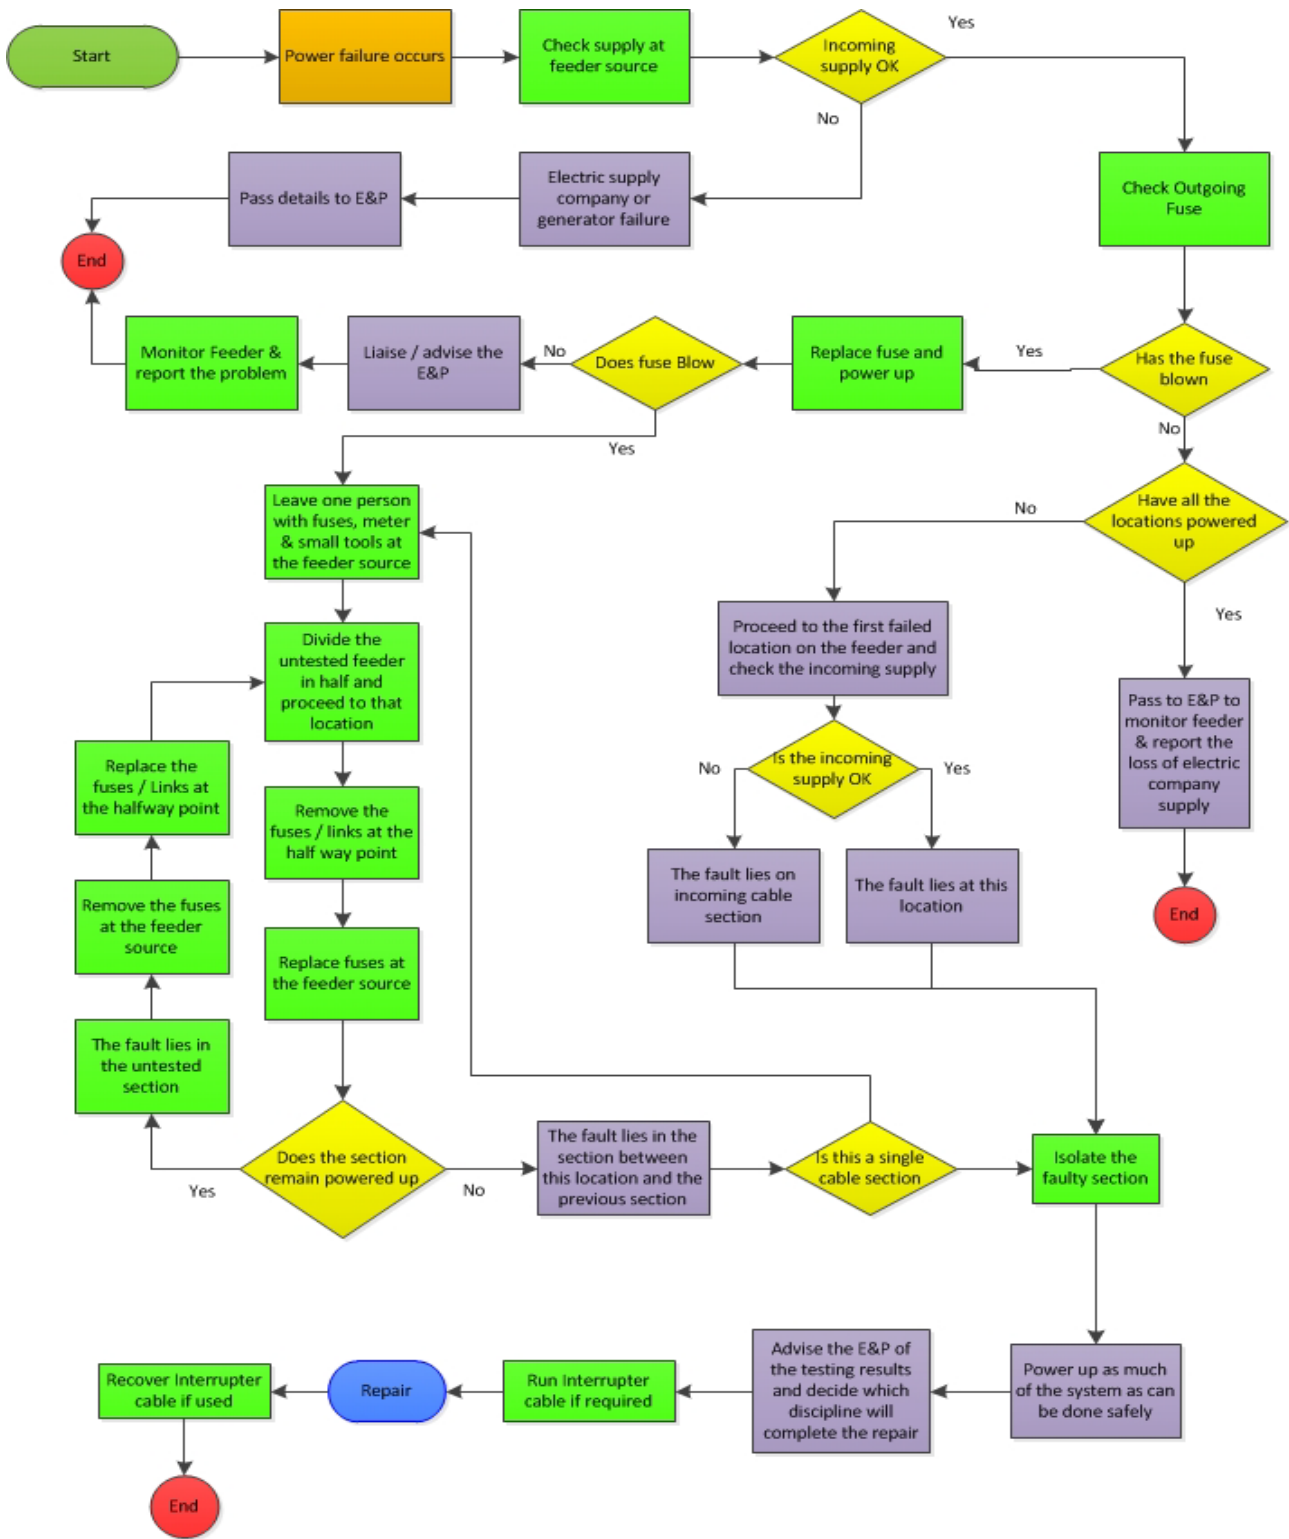 Start
Power failure occurs
Check supply at
feeder source
Incoming
supply OK
Yes
No
Pass details to E&P
Electric supply
company or
generator failure
Check Outgoing
Fuse
End
Monitor Feeder &
report the problem
Liaise / advise the
E&P
No
Does fuse Blow
Yes
Replace fuse and
power up
Yes
Has the fuse
blown
No
Leave one person
with fuses, meter
& small tools at
the feeder source
No
Have all the
locations powered
up
Yes
Divide the
untested feeder
in half and
proceed to that
location
Proceed to the first failed
location on the feeder and
check the incoming supply
Pass to E&P to
monitor feeder
& report the
loss of electric
company
supply
Replace the
fuses / Links at
the halfway point
Remove the
fuses / links at the
half way point
No
Is the incoming
supply OK
Yes
Remove the fuses
at the feeder
source
Replace fuses at
the feeder source
The fault lies on
incoming cable
section
The fault lies at this
location
End
The fault lies in
the untested
section
Yes
Does the section
remain powered up
No
The fault lies in the
section between
this location and the
previous section
Is this a single
cable section
Isolate the
faulty section
Recover Interrupter
cable if used
Repair
Run Interrupter
cable if required
Advise the E&P of
the testing results
and decide which
discipline will
complete the repair
Power up as much
of the system as can
be done safely
End